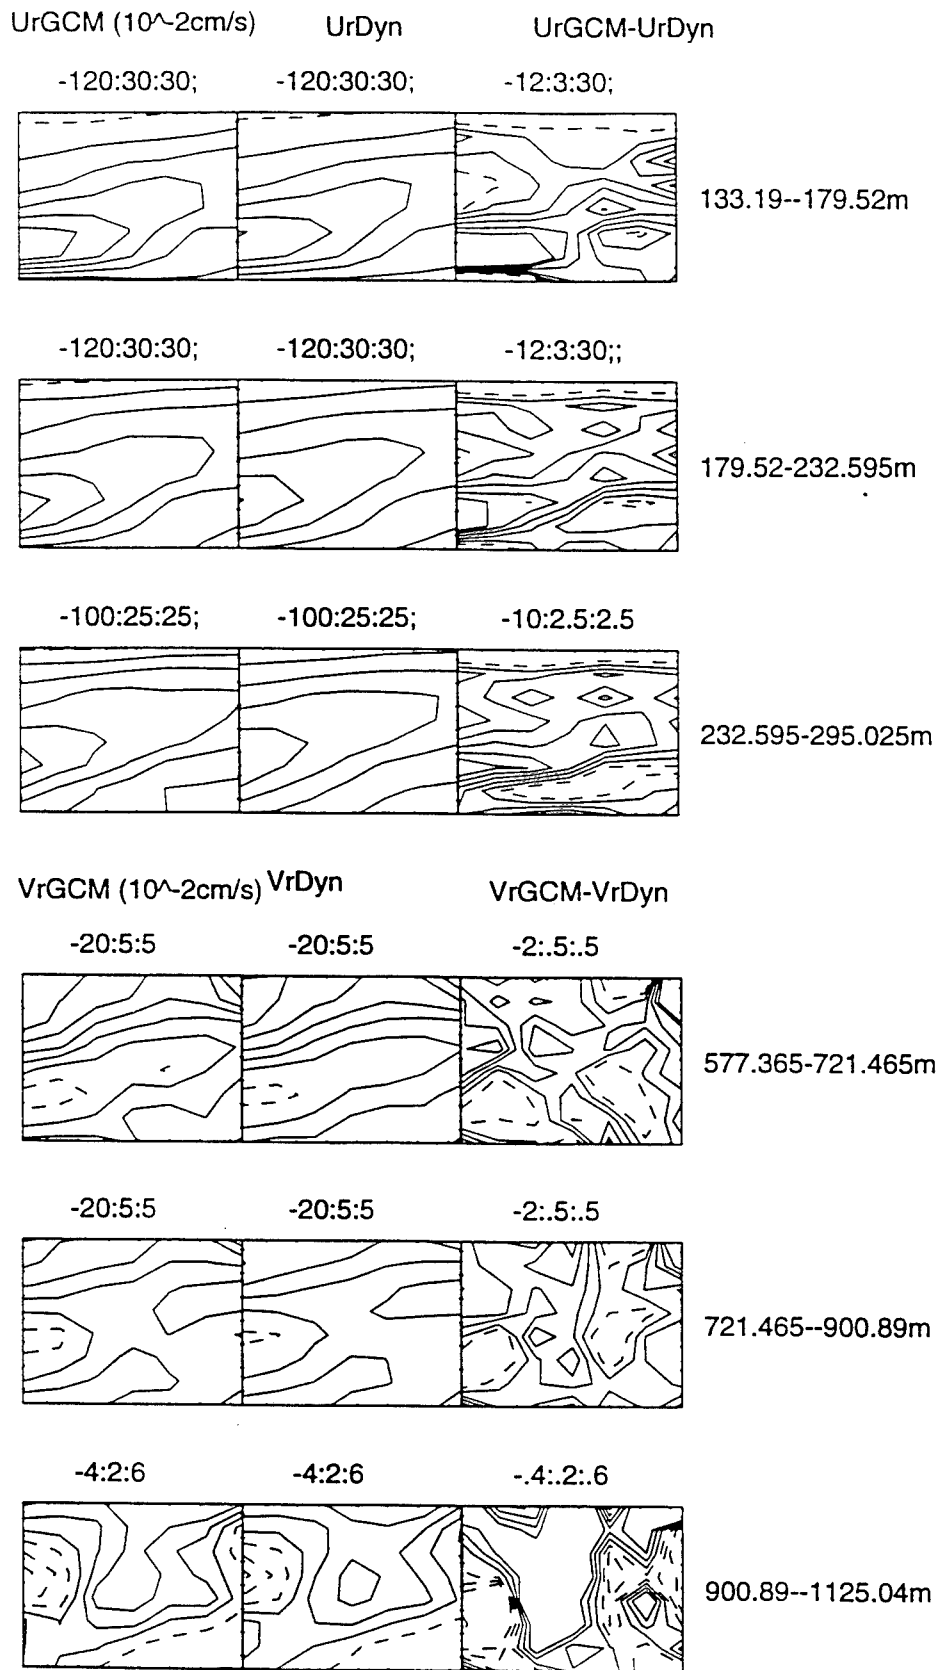 UrGCM (10^-2cm/s) UrDyn UrGCM-UrDyn
-120:30:30; -120:30:30; -12:3:30;
133.19--179.52m
-120:30:30; -120:30:30; -12:3:30;;
179.52-232.595m
-100:25:25; -100:25:25; -10:2.5:2.5
232.595-295.025m
VrGCM (10^-2cm/s) VrDyn VrGCM-VrDyn
-20:5:5 -20:5:5 -2:.5:.5
577.365-721.465m
-20:5:5 -20:5:5 -2:.5:.5
721.465--900.89m
-4:2:6 -4:2:6 -.4:.2:.6
900.89--1125.04m